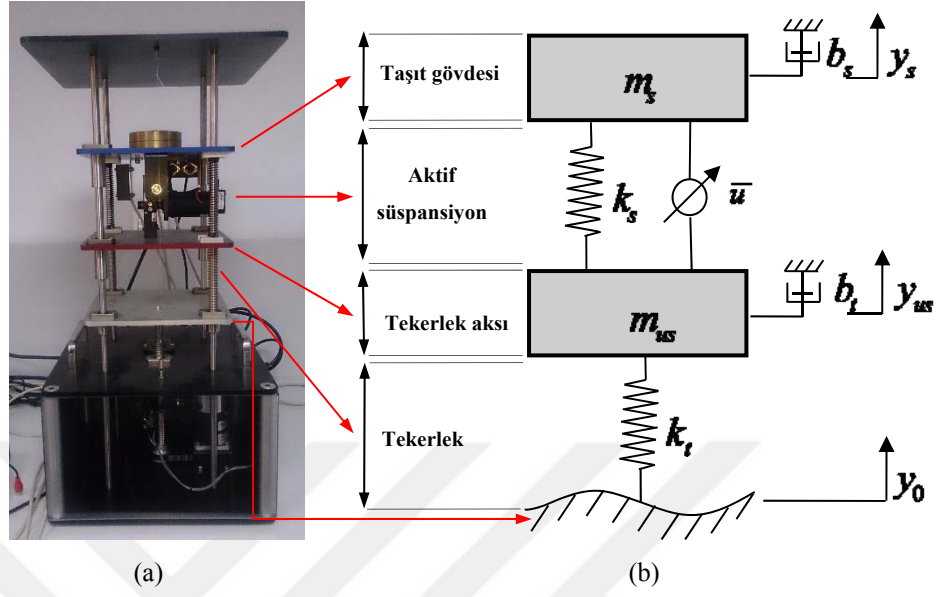 Taşıt gövdesi
Aktif
süspansiyon
Tekerlek aksı
Tekerlek
m_s
b_s
y_s
k_s
u̅
m_us
b_t
y_us
k_t
y_0
(a)
(b)